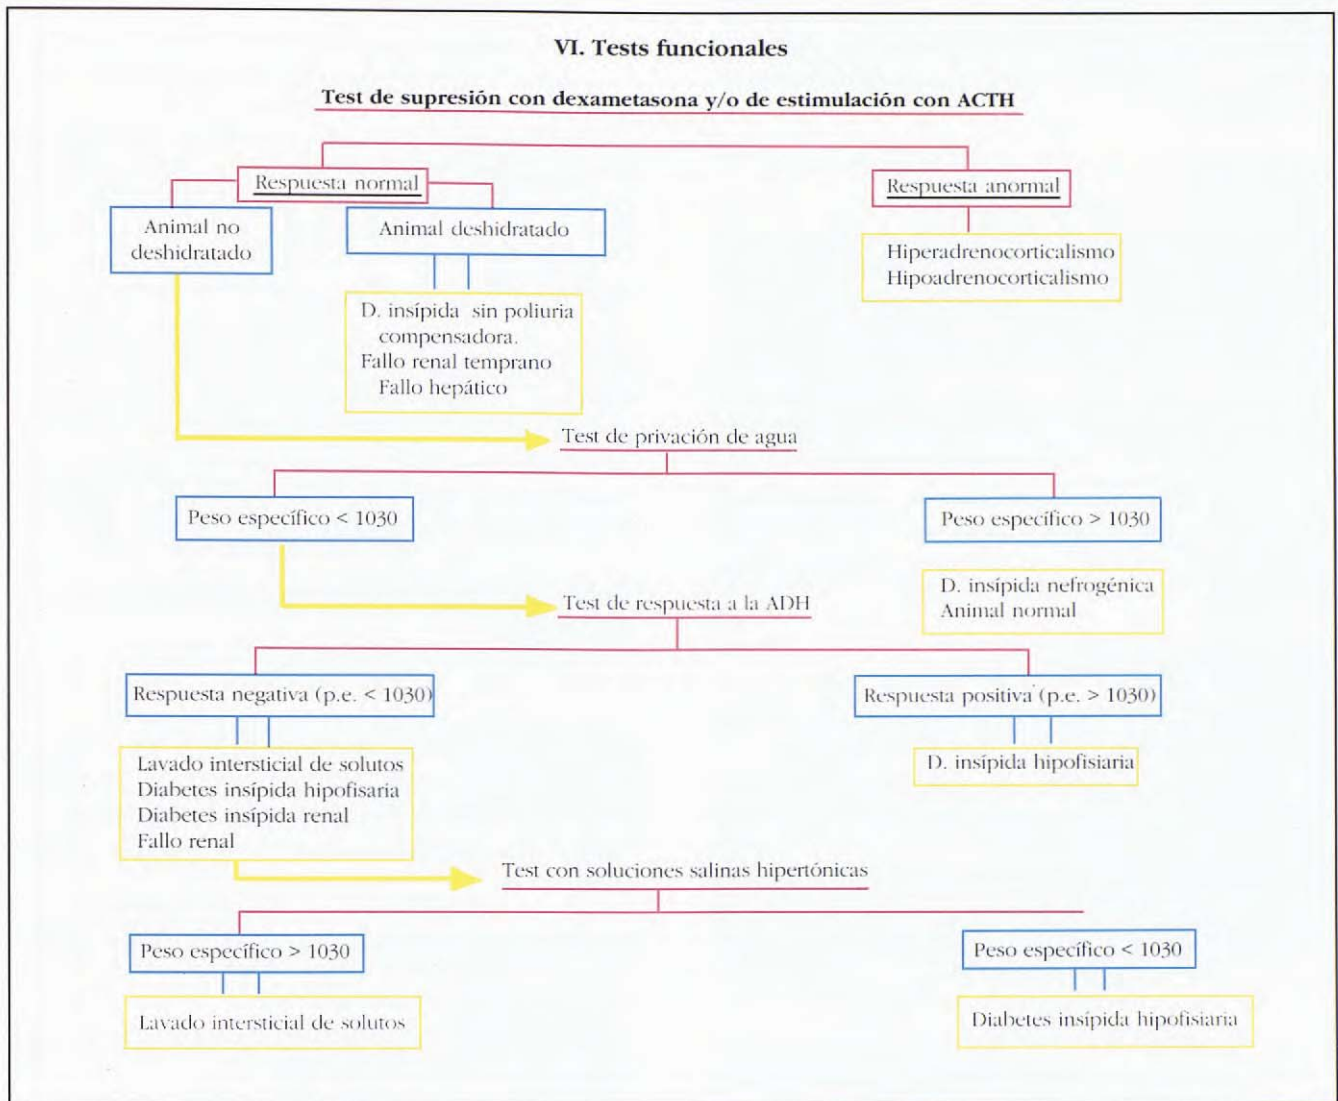 VI. Tests funcionales
Test de supresión con dexametasona y/o de estimulación con ACTH
Respuesta normal
Respuesta anormal
Animal no
deshidratado
Animal deshidratado
Hiperadrenocorticalismo
Hipoadrenocorticalismo
D. insípida sin poliuria
compensadora.
Fallo renal temprano
Fallo hepático
Test de privación de agua
Peso específico < 1030
Peso específico > 1030
D. insípida nefrogénica
Animal normal
Test de respuesta a la ADH
Respuesta negativa (p.e. < 1030)
Respuesta positiva (p.e. > 1030)
Lavado intersticial de solutos
Diabetes insípida hipofisaria
Diabetes insípida renal
Fallo renal
D. insípida hipofisiaria
Test con soluciones salinas hipertónicas
Peso específico > 1030
Peso específico < 1030
Lavado intersticial de solutos
Diabetes insípida hipofisiaria